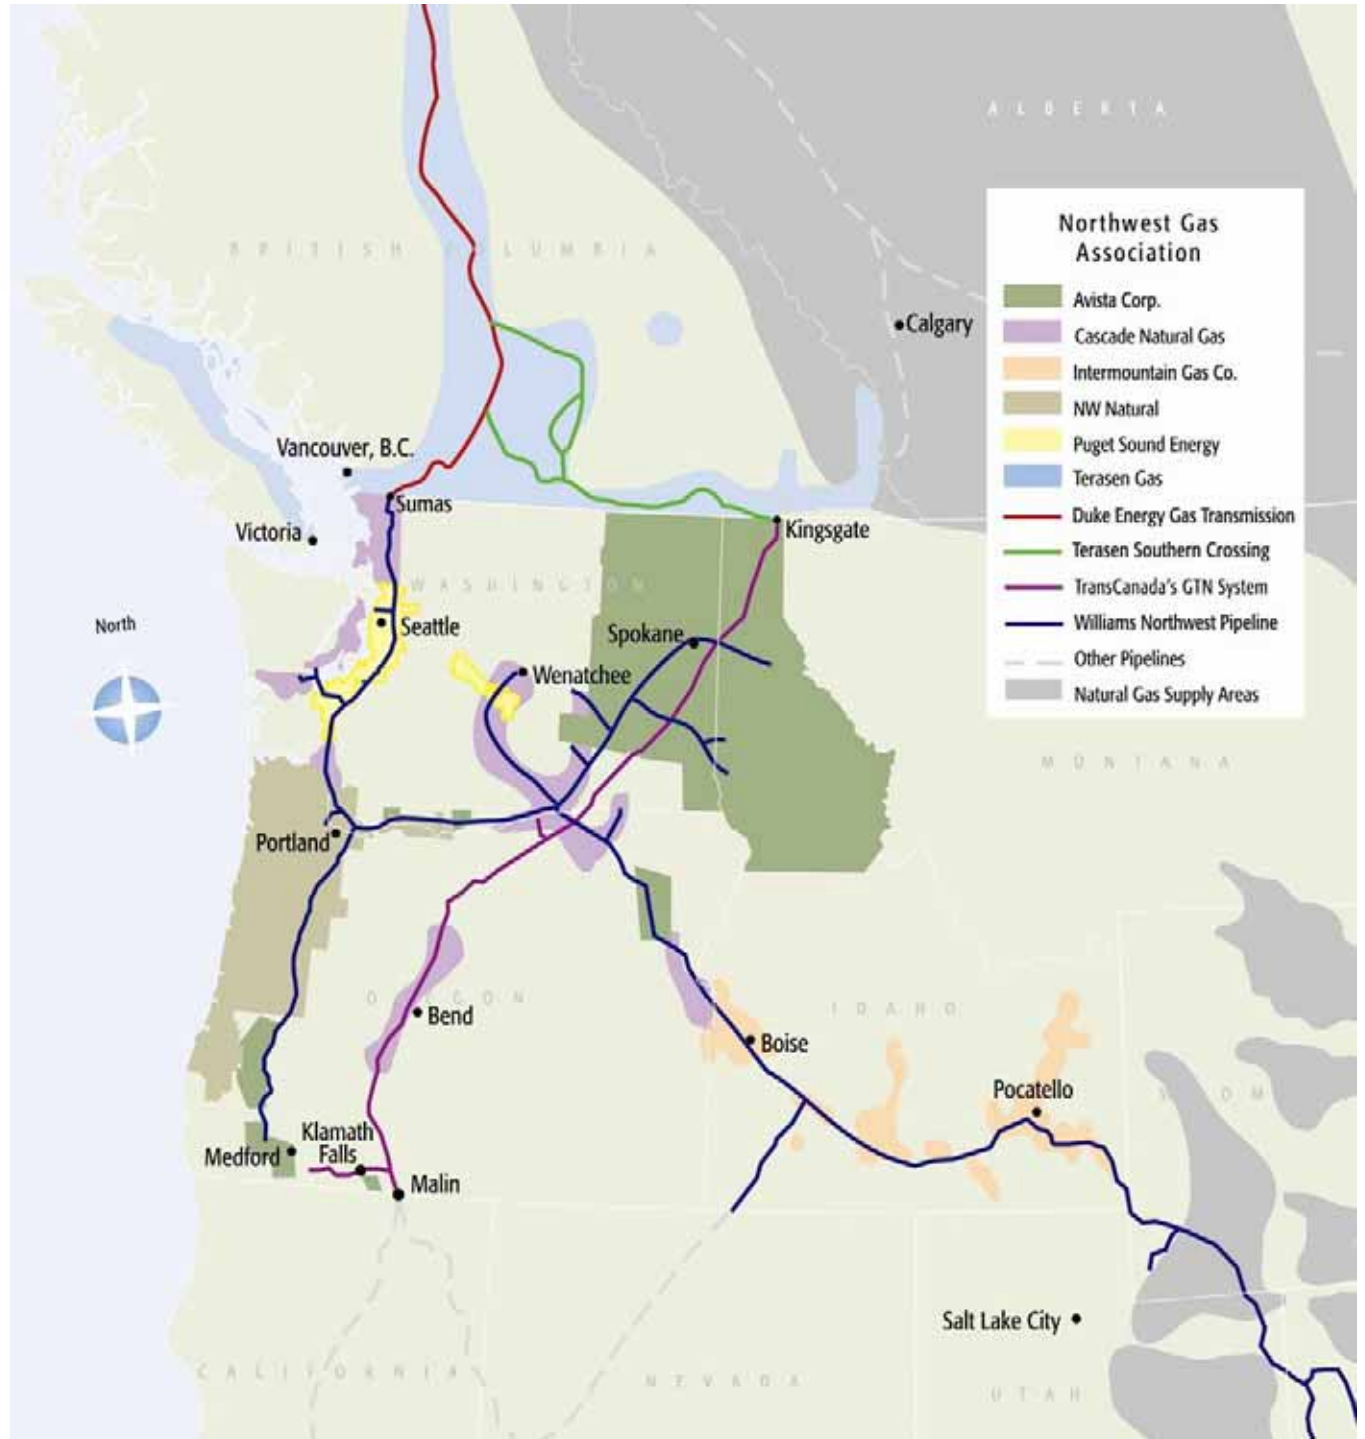 ALBERTA
BRITISH COLUMBIA
Northwest Gas
Association
Avista Corp.
Cascade Natural Gas
Intermountain Gas Co.
NW Natural
Puget Sound Energy
Terasen Gas
Duke Energy Gas Transmission
Terasen Southern Crossing
TransCanada's GTN System
Williams Northwest Pipeline
Other Pipelines
Natural Gas Supply Areas
Calgary
Vancouver, B.C.
Sumas
Victoria
Kingsgate
WASHINGTON
North
Seattle
Spokane
Wenatchee
MONTANA
Portland
OREGON
Bend
IDAHO
Boise
Pocatello
Klamath
Falls
Medford
Malin
Salt Lake City
CALIFORNIA
NEVADA
UTAH